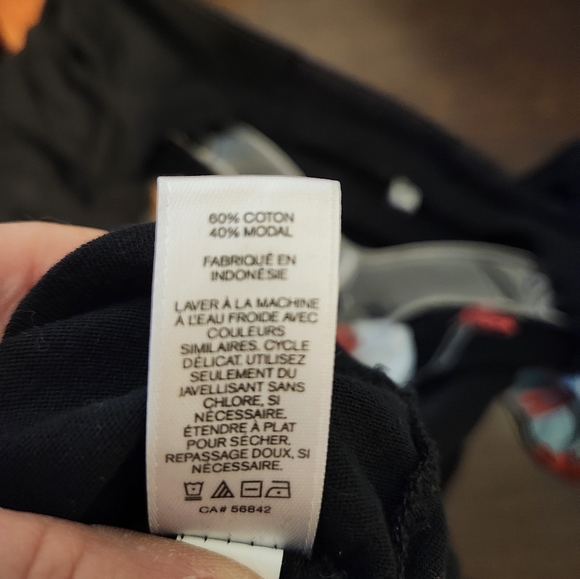 60% COTON
40% MODAL
FABRIQUÉ EN
INDONÉSIE
LAVER À LA MACHINE
À L'EAU FROIDE AVEC
COULEURS
SIMILAIRES. CYCLE
DÉLICAT. UTILISEZ
SEULEMENT DU
JAVELLISANT SANS
CHLORE, SI
NÉCESSAIRE.
ÉTENDRE À PLAT
POUR SÉCHER.
REPASSAGE DOUX, SI
NÉCESSAIRE.
CA# 56842